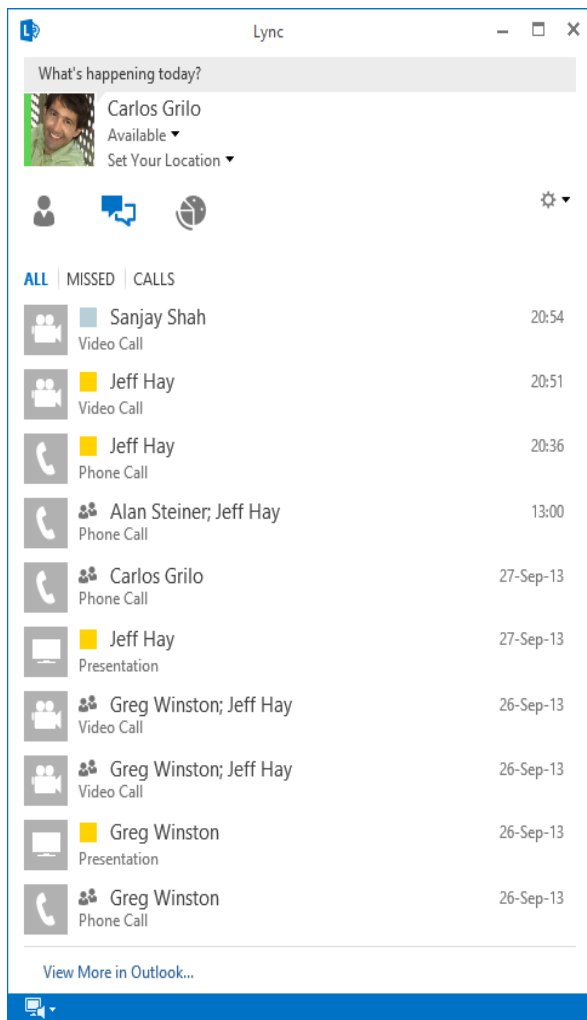 Lync
What's happening today?
Carlos Grilo
Available
Set Your Location
ALL MISSED CALLS
Sanjay Shah 20:54
Video Call
Jeff Hay 20:51
Video Call
Jeff Hay 20:36
Phone Call
Alan Steiner; Jeff Hay 13:00
Phone Call
Carlos Grilo 27-Sep-13
Phone Call
Jeff Hay 27-Sep-13
Presentation
Greg Winston; Jeff Hay 26-Sep-13
Video Call
Greg Winston; Jeff Hay 26-Sep-13
Video Call
Greg Winston 26-Sep-13
Presentation
Greg Winston 26-Sep-13
Phone Call
View More in Outlook...